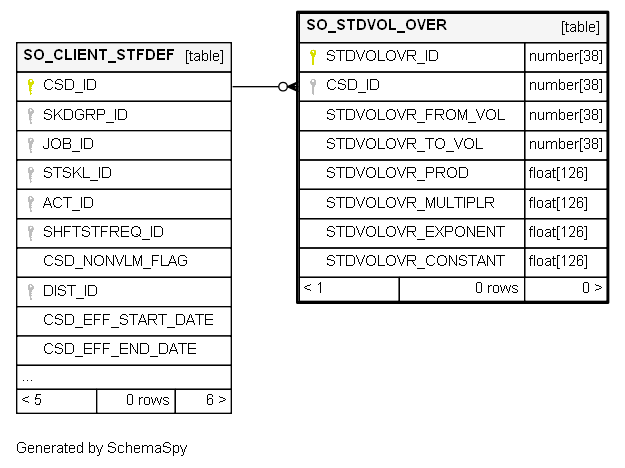 SO_CLIENT_STFDEF [table]
CSD_ID
SKDGRP_ID
JOB_ID
STSKL_ID
ACT_ID
SHFTSTFREQ_ID
CSD_NONVLM_FLAG
DIST_ID
CSD_EFF_START_DATE
CSD_EFF_END_DATE
...
< 5 0 rows 6 >
SO_STDVOL_OVER [table]
STDVOLOVR_ID number[38]
CSD_ID number[38]
STDVOLOVR_FROM_VOL number[38]
STDVOLOVR_TO_VOL number[38]
STDVOLOVR_PROD float[126]
STDVOLOVR_MULTIPLR float[126]
STDVOLOVR_EXPONENT float[126]
STDVOLOVR_CONSTANT float[126]
< 1 0 rows 0 >
Generated by SchemaSpy